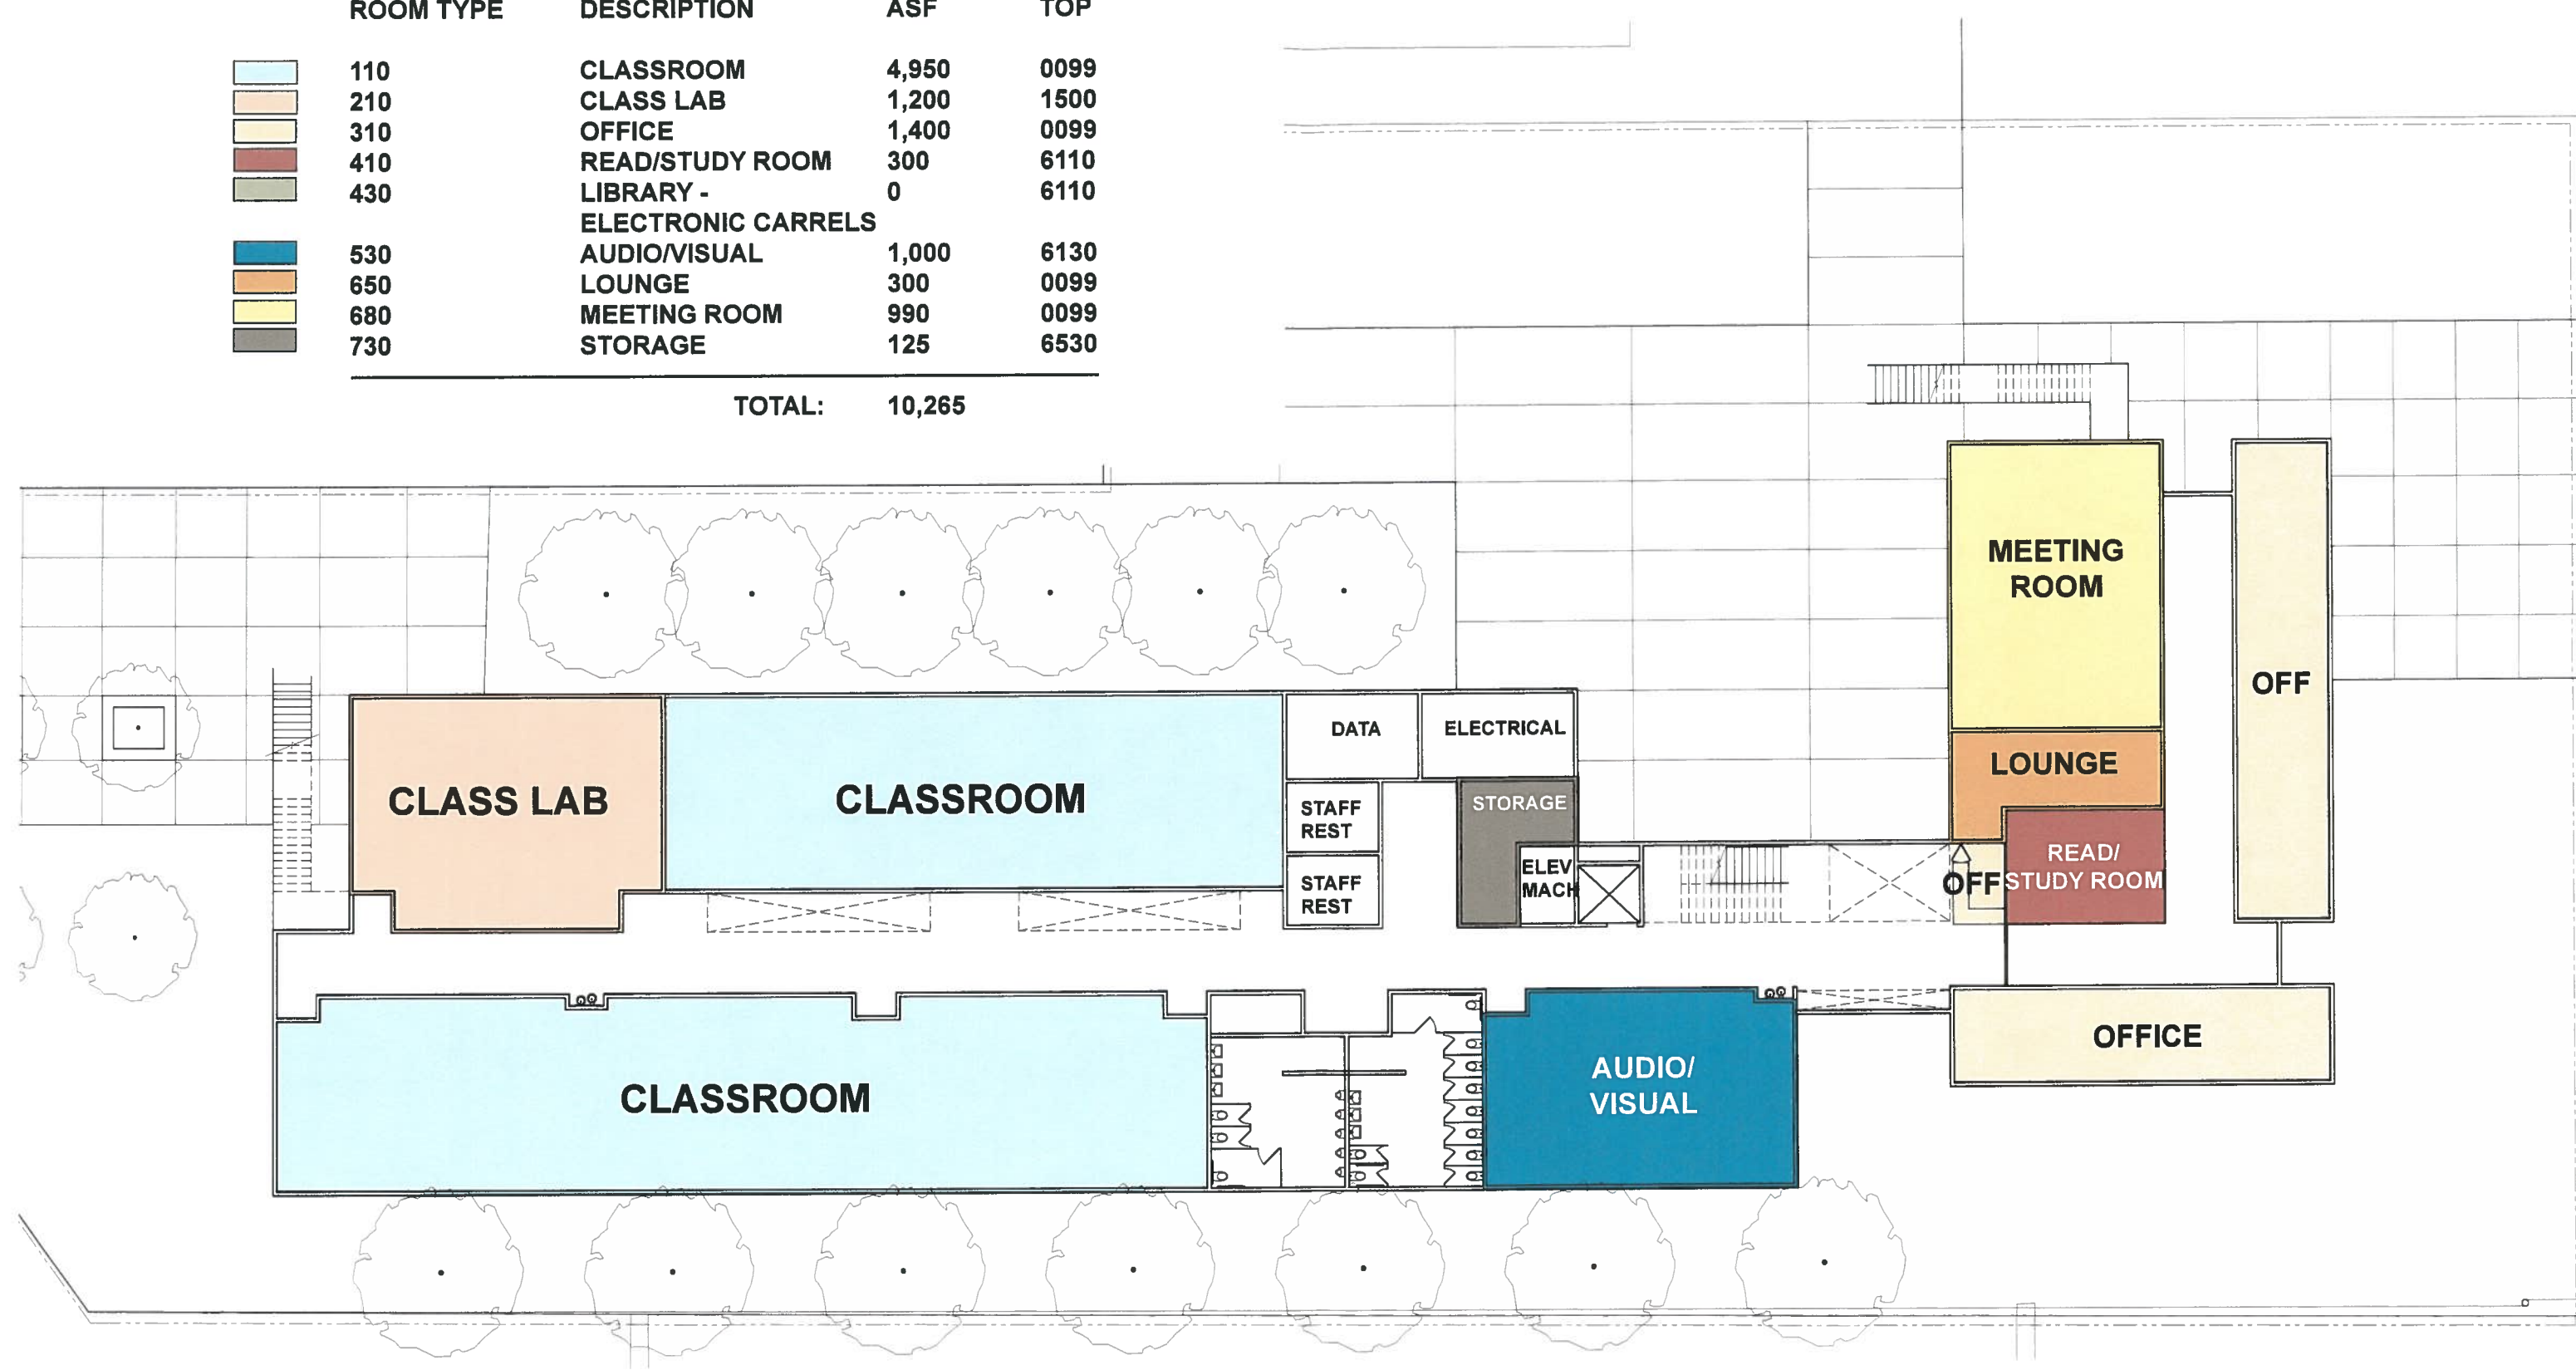 ROOM TYPE DESCRIPTION ASF TOP
110 CLASSROOM 4,950 0099
210 CLASS LAB 1,200 1500
310 OFFICE 1,400 0099
410 READ/STUDY ROOM 300 6110
430 LIBRARY - 0 6110
ELECTRONIC CARRELS
530 AUDIO/VISUAL 1,000 6130
650 LOUNGE 300 0099
680 MEETING ROOM 990 0099
730 STORAGE 125 6530
TOTAL: 10,265
MEETING
ROOM
OFF
LOUNGE
READ/
STUDY ROOM
OFF
DATA
ELECTRICAL
STORAGE
STAFF
REST
STAFF
REST
ELEV
MACH
CLASS LAB
CLASSROOM
CLASSROOM
AUDIO/
VISUAL
OFFICE